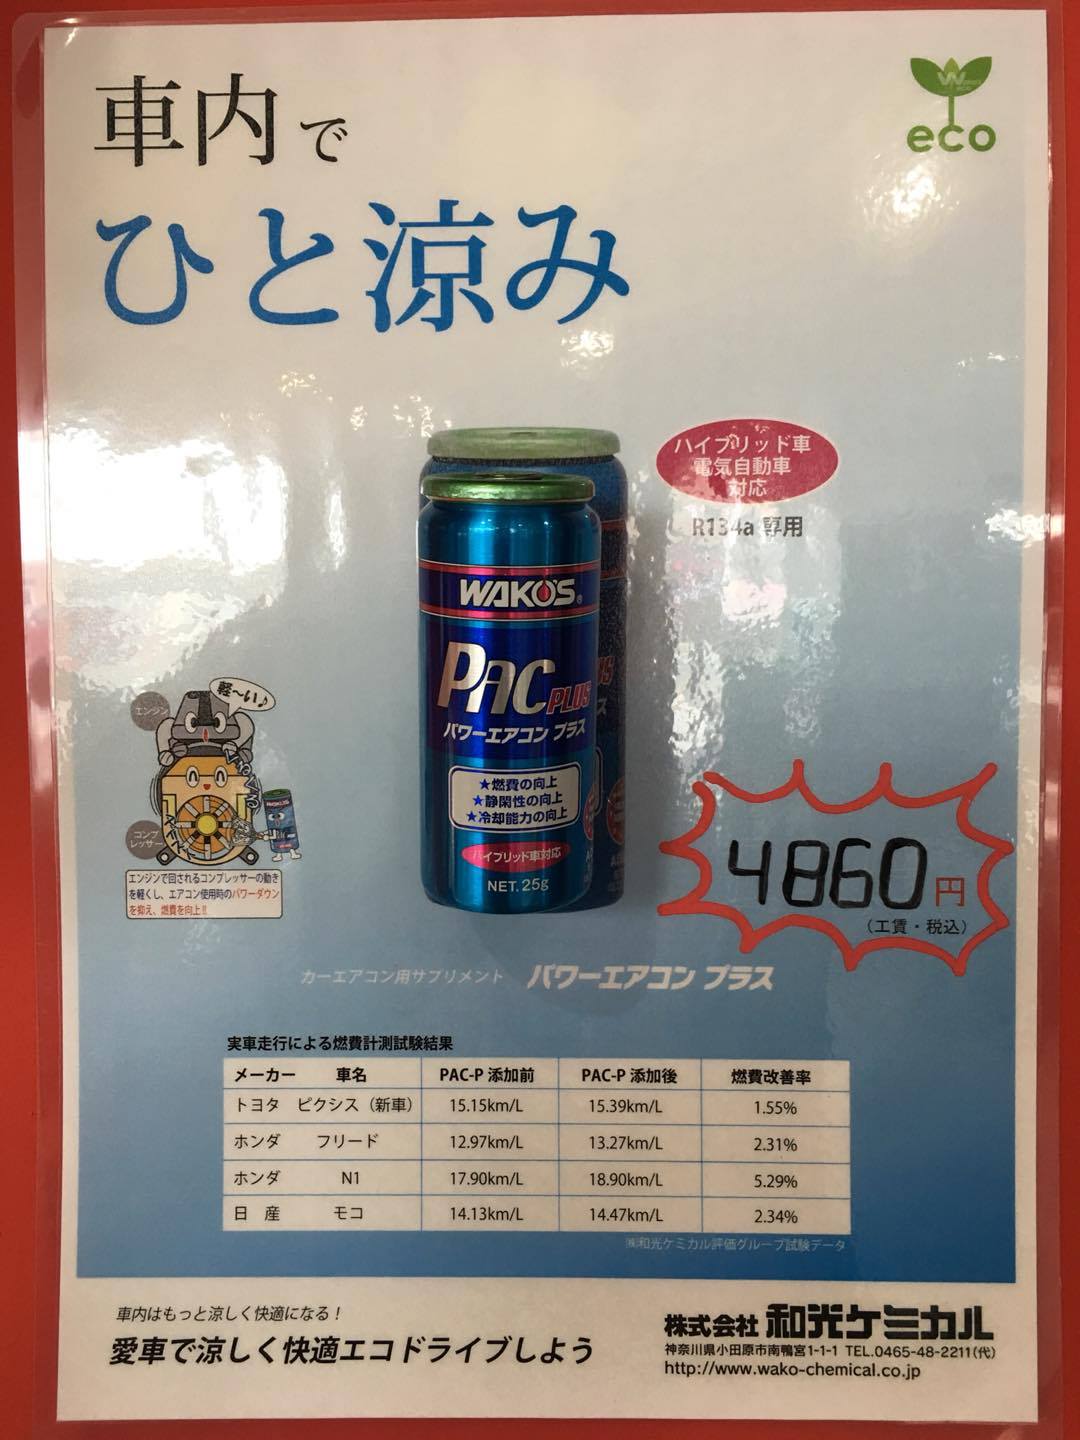 車内で
ひと涼み
eco
ハイブリッド車
電気自動車
対応
R134a 専用
WAKO'S®
PAC PLUS
パワーエアコン プラス
★燃費の向上
★静閑性の向上
★冷却能力の向上
ハイブリッド車対応
NET. 25g
軽〜い♪
エンジン
コンプ
レッサー
WAKO'S
エンジンで回されるコンプレッサーの動き
を軽くし、エアコン使用時のパワーダウン
を抑え、燃費を向上!!
4860円
(工賃・税込)
カーエアコン用サプリメント パワーエアコン プラス
実車走行による燃費計測試験結果
メーカー 車名 PAC-P 添加前 PAC-P 添加後 燃費改善率
トヨタ ピクシス（新車） 15.15km/L 15.39km/L 1.55%
ホンダ フリード 12.97km/L 13.27km/L 2.31%
ホンダ N1 17.90km/L 18.90km/L 5.29%
日 産 モコ 14.13km/L 14.47km/L 2.34%
㈱和光ケミカル評価グループ試験データ
車内はもっと涼しく快適になる！
愛車で涼しく快適エコドライブしよう
株式会社 和光ケミカル
神奈川県小田原市南鴨宮1-1-1 TEL.0465-48-2211(代)
http://www.wako-chemical.co.jp